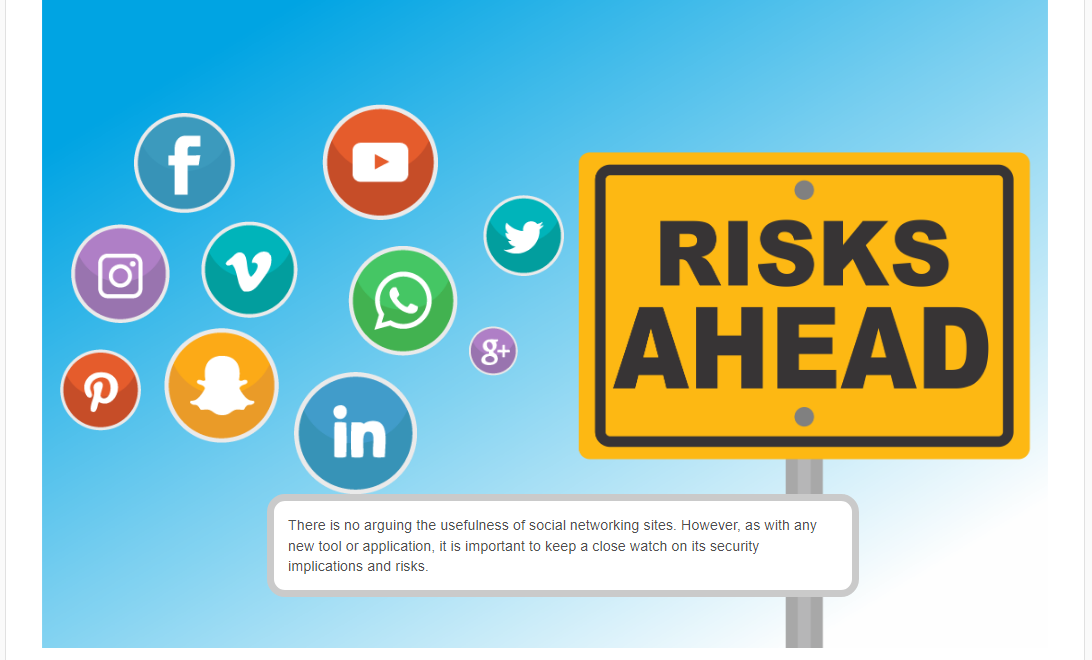 f
in
g+
RISKS
AHEAD
There is no arguing the usefulness of social networking sites. However, as with any
new tool or application, it is important to keep a close watch on its security
implications and risks.